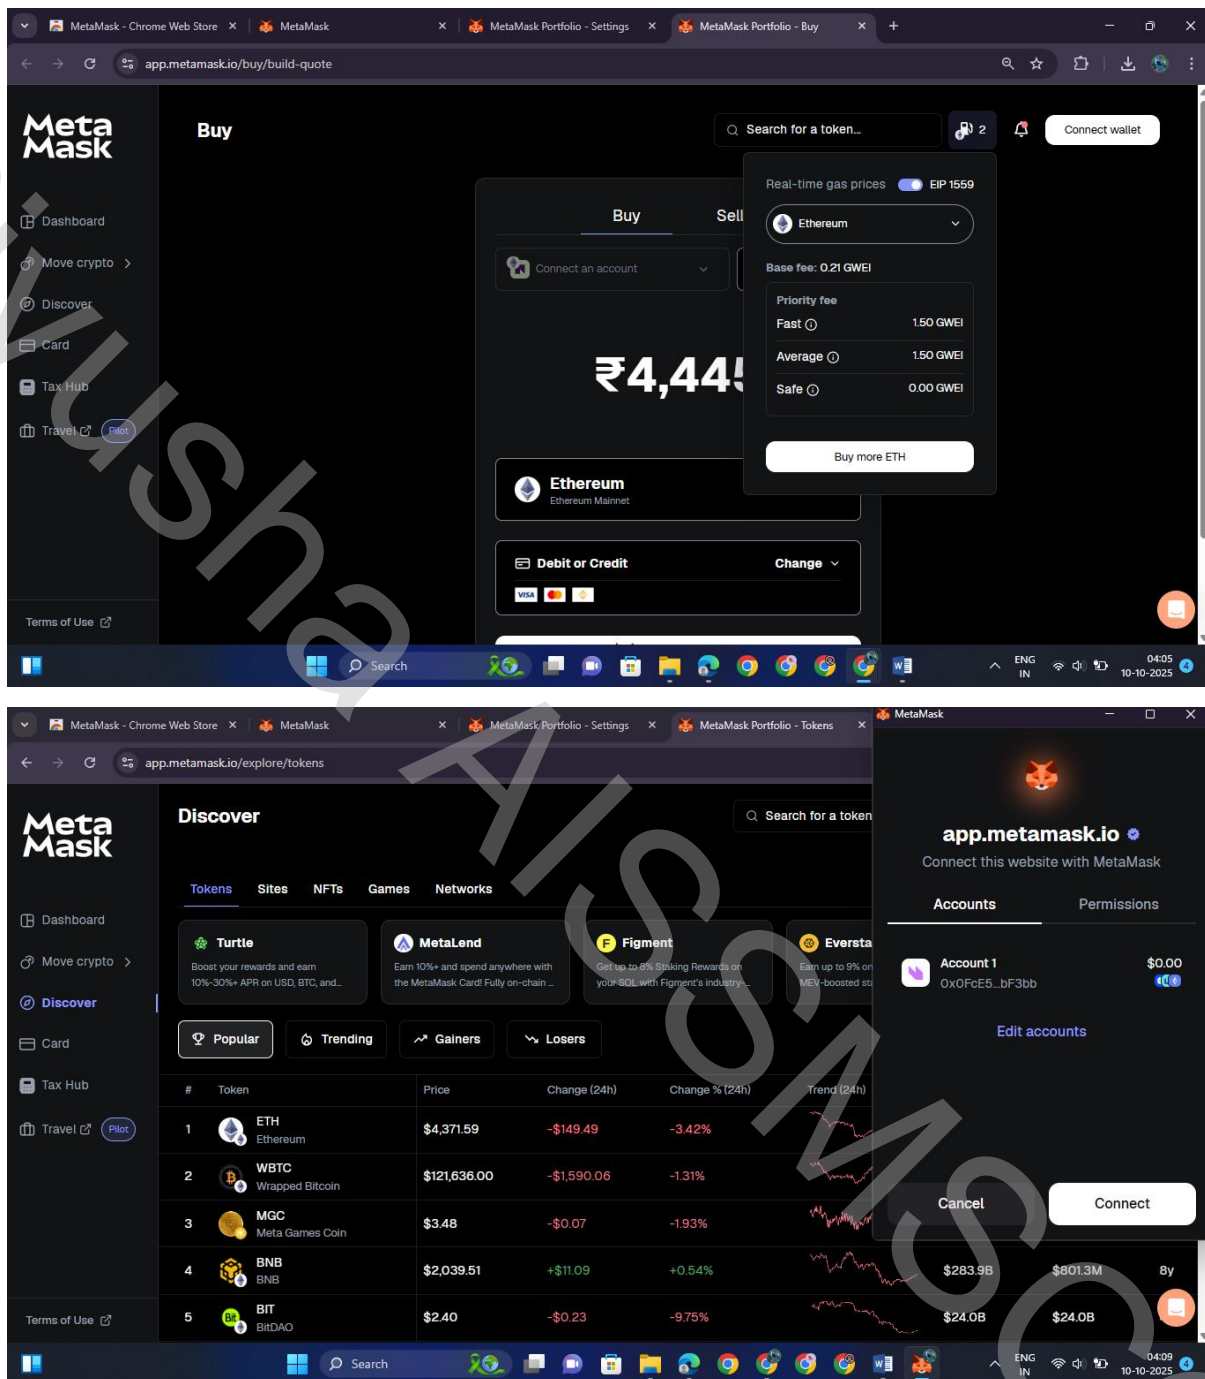 MetaMask - Chrome Web Store
MetaMask
MetaMask Portfolio - Settings
MetaMask Portfolio - Buy
app.metamask.io/buy/build-quote
Meta
Mask
Buy
Search for a token...
2
Connect wallet
Dashboard
Move crypto
Discover
Card
Tax Hub
Travel
Pilot
Terms of Use
Buy
Sell
Connect an account
₹4,445
Ethereum
Ethereum Mainnet
Debit or Credit
Change
VISA
Real-time gas prices
EIP 1559
Ethereum
Base fee: 0.21 GWEI
Priority fee
Fast
1.50 GWEI
Average
1.50 GWEI
Safe
0.00 GWEI
Buy more ETH
Search
ENG
IN
04:05
10-10-2025
4
MetaMask - Chrome Web Store
MetaMask
MetaMask Portfolio - Settings
MetaMask Portfolio - Tokens
app.metamask.io/explore/tokens
Meta
Mask
Discover
Search for a token
Dashboard
Move crypto
Discover
Card
Tax Hub
Travel
Pilot
Terms of Use
Tokens Sites NFTs Games Networks
Turtle
Boost your rewards and earn
10%-30%+ APR on USD, BTC, and...
MetaLend
Earn 10%+ and spend anywhere with
the MetaMask Card! Fully on-chain ...
Figment
Get up to 8% Staking Rewards on
your SOL with Figment's industry-...
Eversta
Earn up to 9% on
MEV-boosted sta
Popular
Trending
Gainers
Losers
# Token Price Change (24h) Change % (24h) Trend (24h)
1 ETH Ethereum $4,371.59 -$149.49 -3.42%
2 WBTC Wrapped Bitcoin $121,636.00 -$1,590.06 -1.31%
3 MGC Meta Games Coin $3.48 -$0.07 -1.93%
4 BNB BNB $2,039.51 +$11.09 +0.54% $283.9B $801.3M 8y
5 BIT BitDAO $2.40 -$0.23 -9.75% $24.0B $24.0B
MetaMask
app.metamask.io
Connect this website with MetaMask
Accounts
Permissions
Account 1
$0.00
0x0FcE5...bF3bb
Edit accounts
Cancel
Connect
Search
ENG
IN
04:09
10-10-2025
4